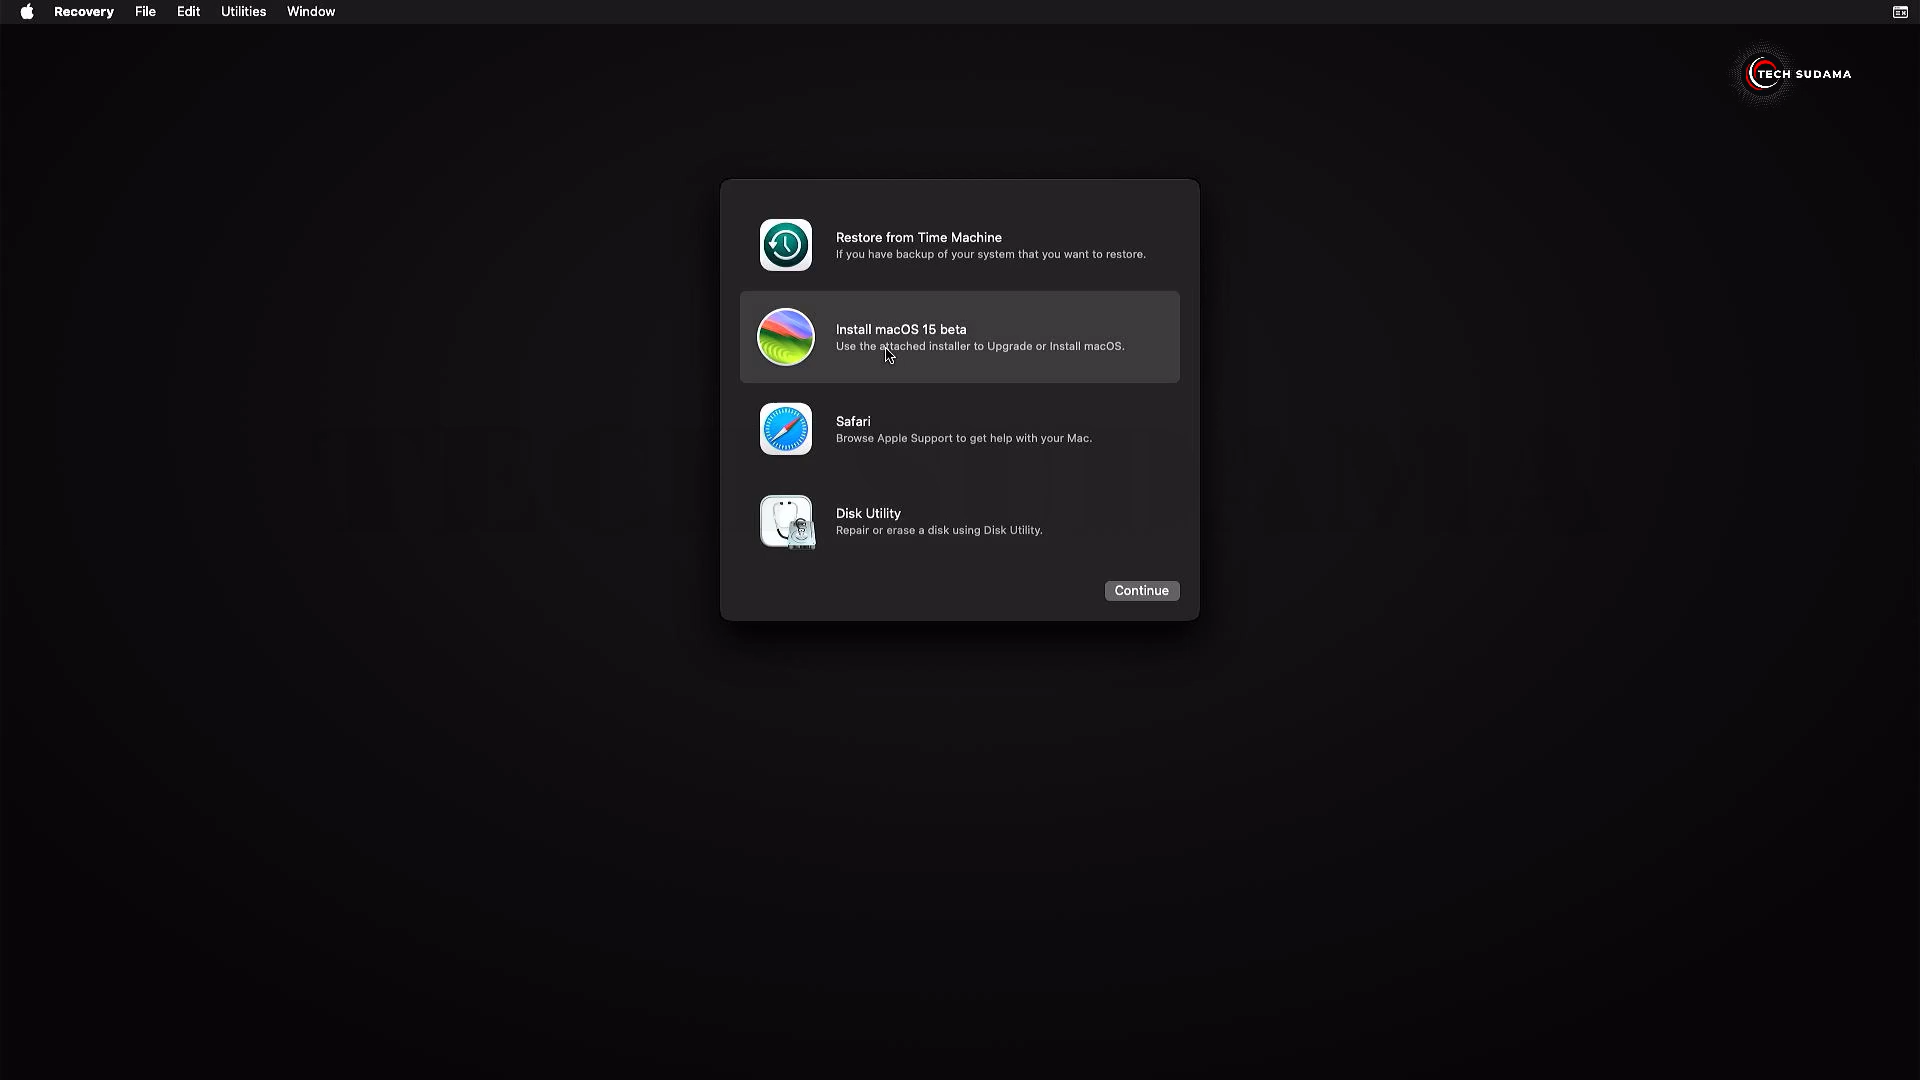 Recovery File Edit Utilities Window
TECH SUDAMA
Restore from Time Machine
If you have backup of your system that you want to restore.
Install macOS 15 beta
Use the attached installer to Upgrade or Install macOS.
Safari
Browse Apple Support to get help with your Mac.
Disk Utility
Repair or erase a disk using Disk Utility.
Continue